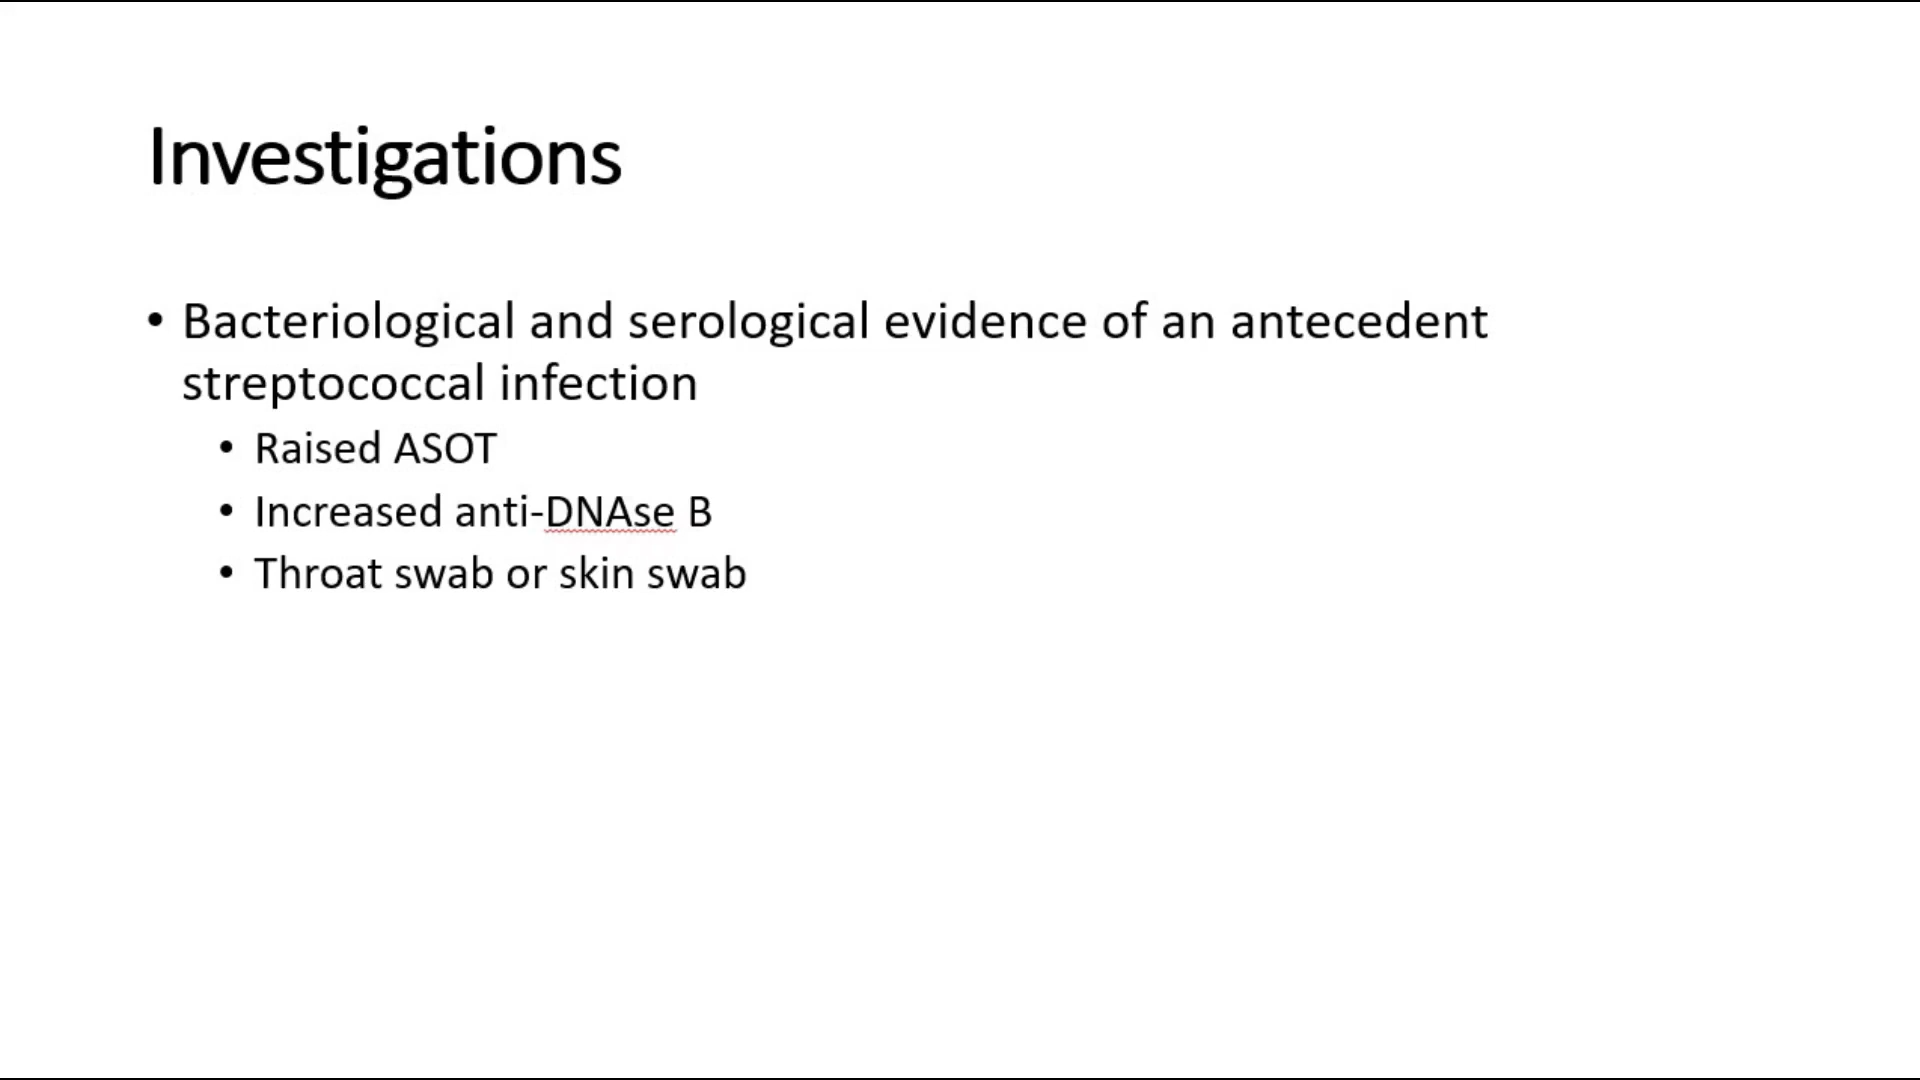 Investigations
• Bacteriological and serological evidence of an antecedent
streptococcal infection
• Raised ASOT
• Increased anti-DNAse B
• Throat swab or skin swab